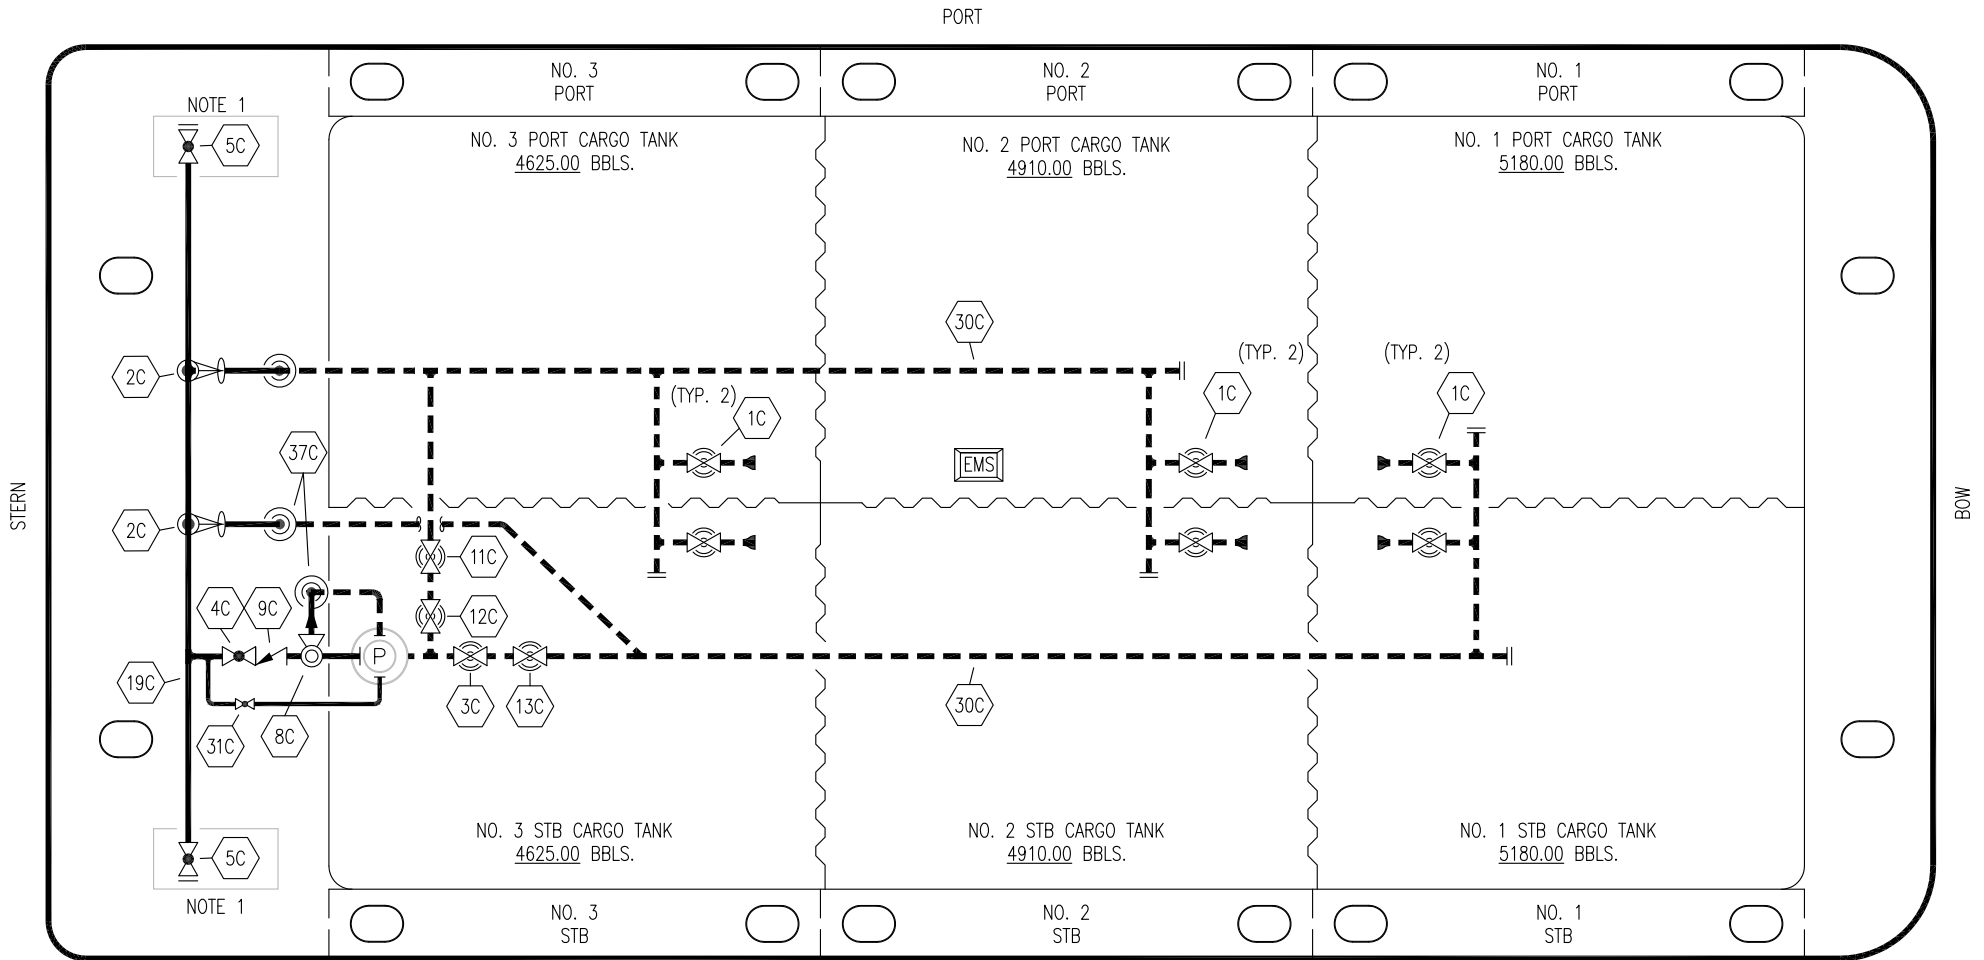 PORT
NO. 3
PORT
NO. 2
PORT
NO. 1
PORT
NOTE 1
5C
NO. 3 PORT CARGO TANK
4625.00 BBLS.
NO. 2 PORT CARGO TANK
4910.00 BBLS.
NO. 1 PORT CARGO TANK
5180.00 BBLS.
30C
2C
(TYP. 2)
1C
(TYP. 2)
1C
(TYP. 2)
1C
37C
EMS
STERN
BOW
2C
11C
4C
9C
12C
P
19C
3C
13C
30C
31C
8C
NO. 3 STB CARGO TANK
4625.00 BBLS.
NO. 2 STB CARGO TANK
4910.00 BBLS.
NO. 1 STB CARGO TANK
5180.00 BBLS.
5C
NOTE 1
NO. 3
STB
NO. 2
STB
NO. 1
STB